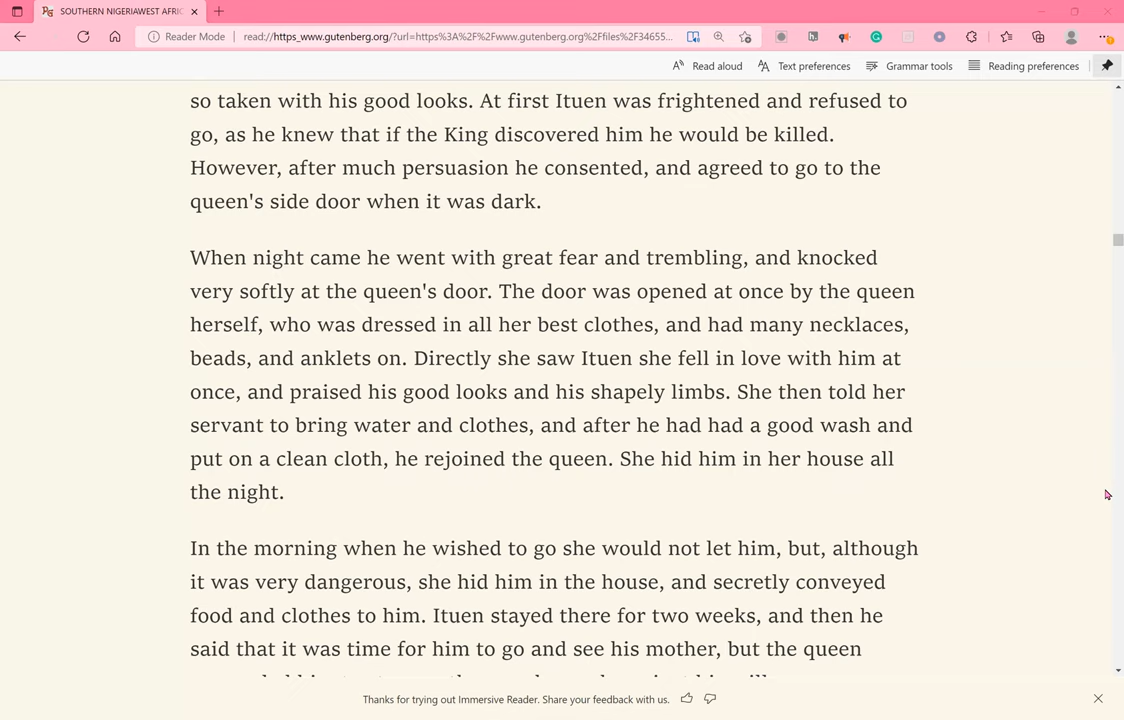 SOUTHERN NIGERIAWEST AFRIC
Reader Mode
read://https_www.gutenberg.org/?url=https%3A%2F%2Fwww.gutenberg.org%2Ffiles%2F34655...
Read aloud
Text preferences
Grammar tools
Reading preferences
so taken with his good looks. At first Ituen was frightened and refused to
go, as he knew that if the King discovered him he would be killed.
However, after much persuasion he consented, and agreed to go to the
queen's side door when it was dark.
When night came he went with great fear and trembling, and knocked
very softly at the queen's door. The door was opened at once by the queen
herself, who was dressed in all her best clothes, and had many necklaces,
beads, and anklets on. Directly she saw Ituen she fell in love with him at
once, and praised his good looks and his shapely limbs. She then told her
servant to bring water and clothes, and after he had had a good wash and
put on a clean cloth, he rejoined the queen. She hid him in her house all
the night.
In the morning when he wished to go she would not let him, but, although
it was very dangerous, she hid him in the house, and secretly conveyed
food and clothes to him. Ituen stayed there for two weeks, and then he
said that it was time for him to go and see his mother, but the queen
Thanks for trying out Immersive Reader. Share your feedback with us.